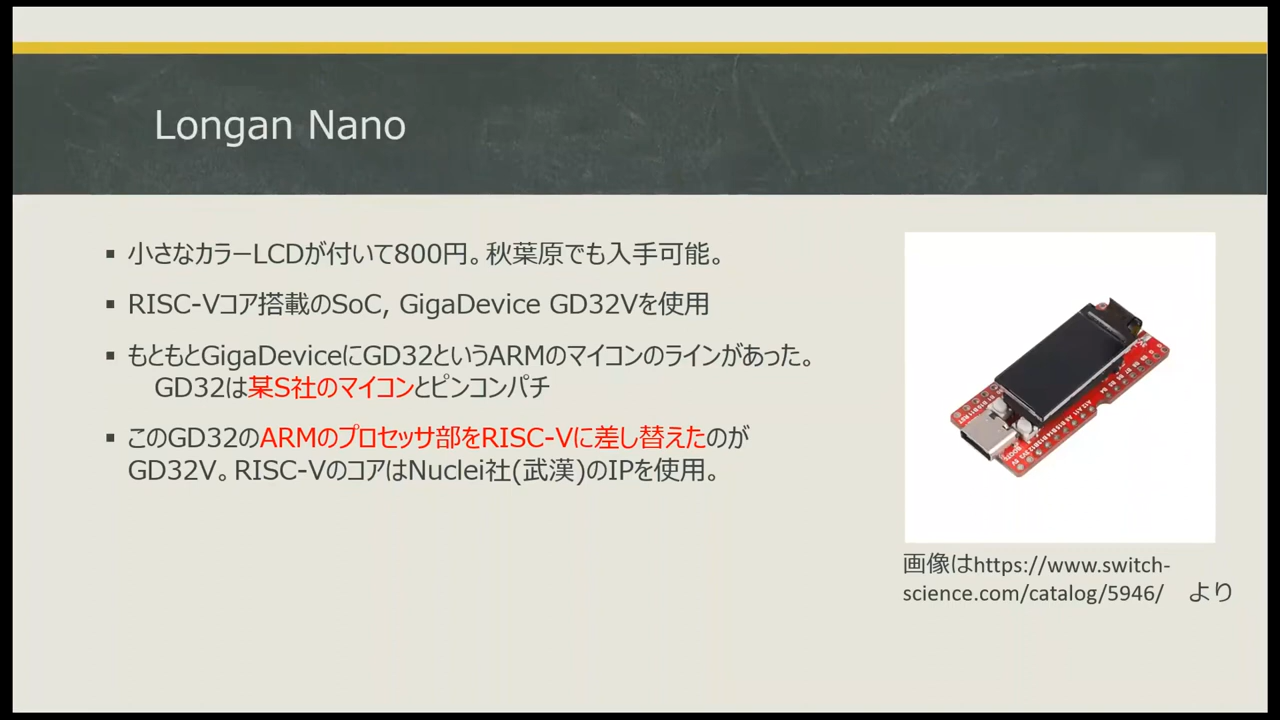 Longan Nano
▪ 小さなカラーLCDが付いて800円。秋葉原でも入手可能。
▪ RISC-Vコア搭載のSoC, GigaDevice GD32Vを使用
▪ もともとGigaDeviceにGD32というARMのマイコンのラインがあった。
GD32は某S社のマイコンとピンコンパチ
▪ このGD32のARMのプロセッサ部をRISC-Vに差し替えたのが
GD32V。RISC-VのコアはNuclei社(武漢)のIPを使用。
画像はhttps://www.switch-
science.com/catalog/5946/ より